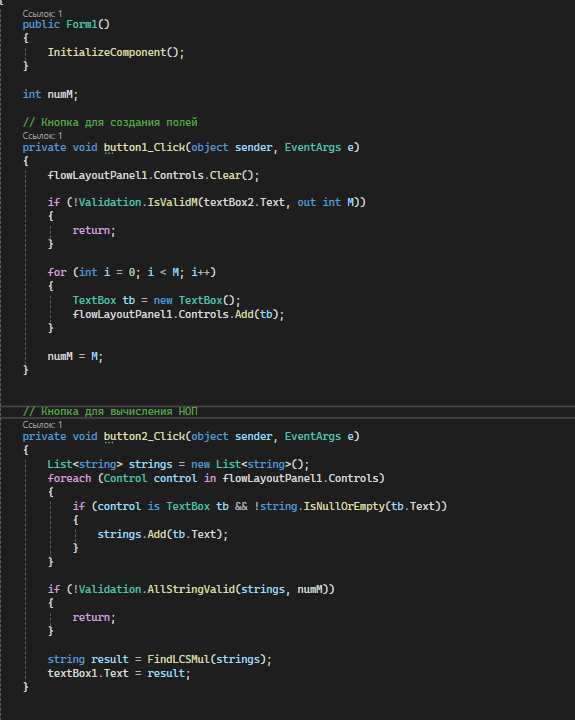 Ссылок: 1
public Form1()
{
InitializeComponent();
}
int numM;
// Кнопка для создания полей
Ссылок: 1
private void button1_Click(object sender, EventArgs e)
{
flowLayoutPanel1.Controls.Clear();
if (!Validation.IsValidM(textBox2.Text, out int M))
{
return;
}
for (int i = 0; i < M; i++)
{
TextBox tb = new TextBox();
flowLayoutPanel1.Controls.Add(tb);
}
numM = M;
}
// Кнопка для вычисления НОП
Ссылок: 1
private void button2_Click(object sender, EventArgs e)
{
List<string> strings = new List<string>();
foreach (Control control in flowLayoutPanel1.Controls)
{
if (control is TextBox tb && !string.IsNullOrEmpty(tb.Text))
{
strings.Add(tb.Text);
}
}
if (!Validation.AllStringValid(strings, numM))
{
return;
}
string result = FindLCSMul(strings);
textBox1.Text = result;
}